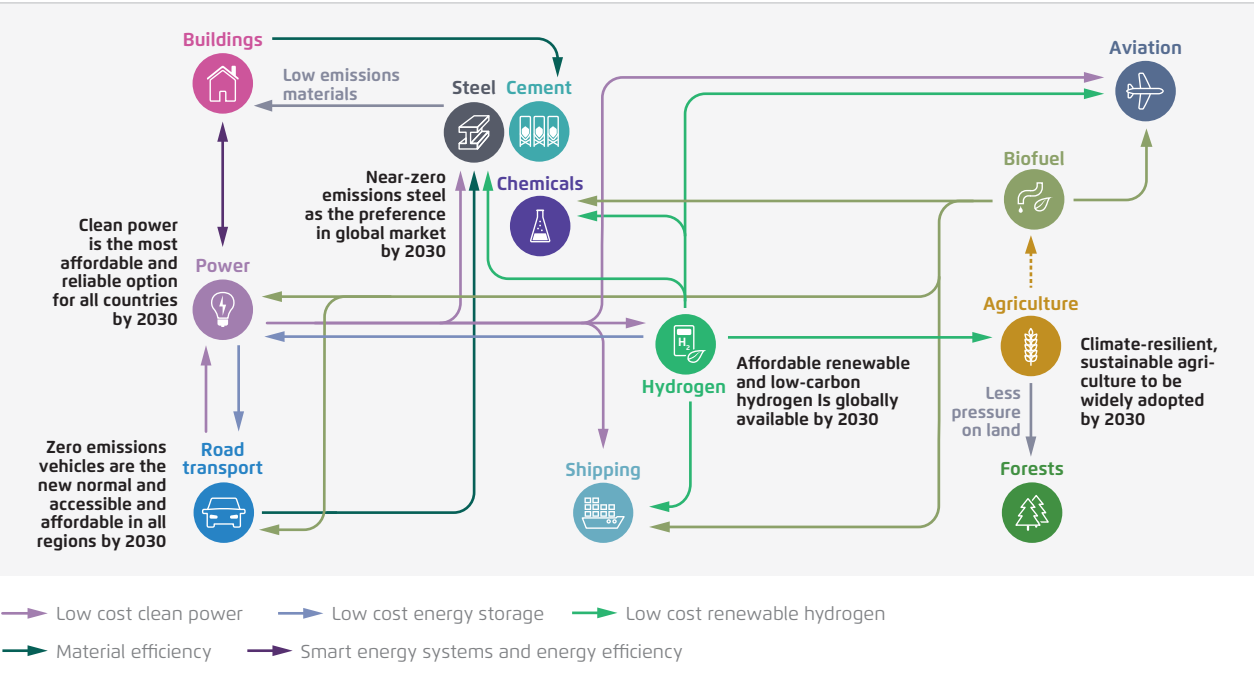 Buildings
Aviation
Low emissions
materials
Steel
Cement
Biofuel
Near-zero
emissions steel
as the preference
in global market
by 2030
Chemicals
Clean power
is the most
affordable and
reliable option
for all countries
by 2030
Power
Agriculture
H2
Hydrogen
Affordable renewable
and low-carbon
hydrogen Is globally
available by 2030
Climate-resilient,
sustainable agri-
culture to be
widely adopted
by 2030
Less
pressure
on land
Zero emissions
vehicles are the
new normal and
accessible and
affordable in all
regions by 2030
Road
transport
Shipping
Forests
Low cost clean power
Low cost energy storage
Low cost renewable hydrogen
Material efficiency
Smart energy systems and energy efficiency